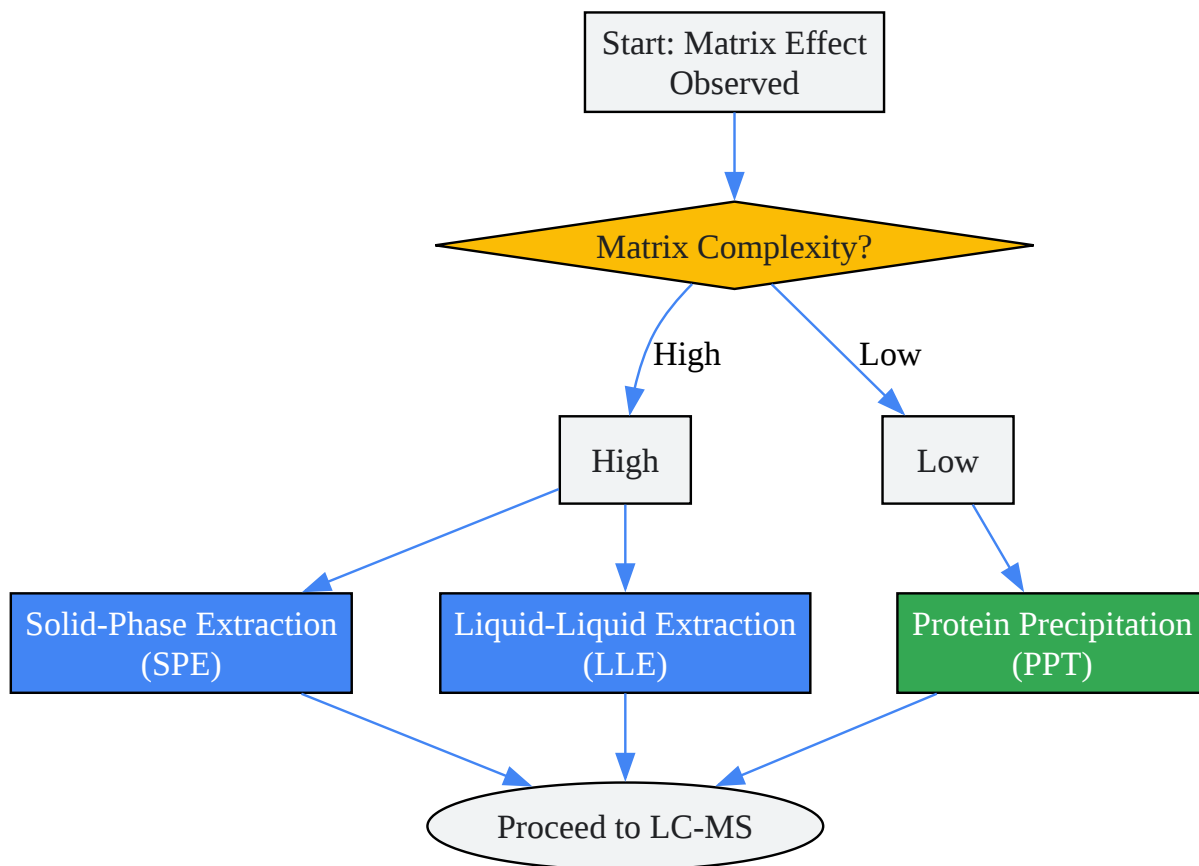 Start: Matrix Effect
Observed
Matrix Complexity?
High
Low
High
Low
Solid-Phase Extraction
(SPE)
Liquid-Liquid Extraction
(LLE)
Protein Precipitation
(PPT)
Proceed to LC-MS